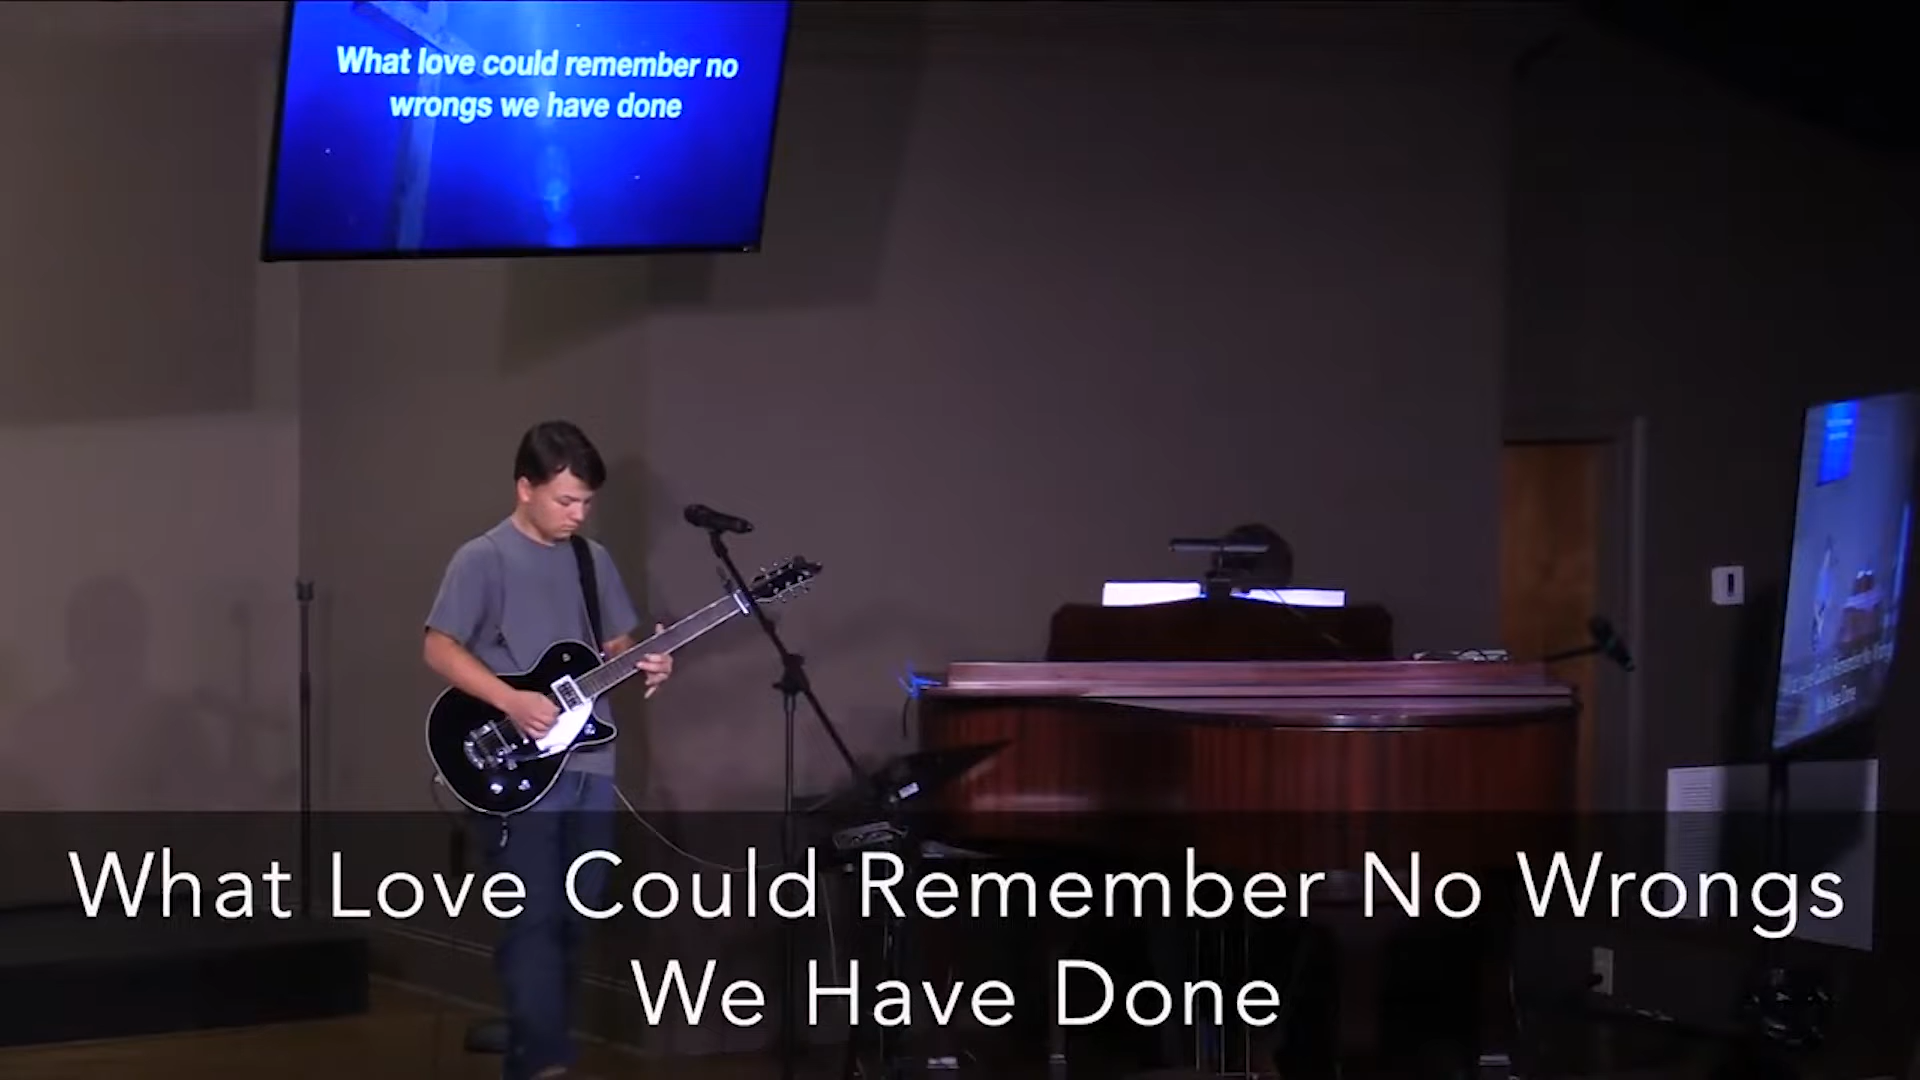 What love could remember no
wrongs we have done
What Love Could Remember No Wrongs
We Have Done